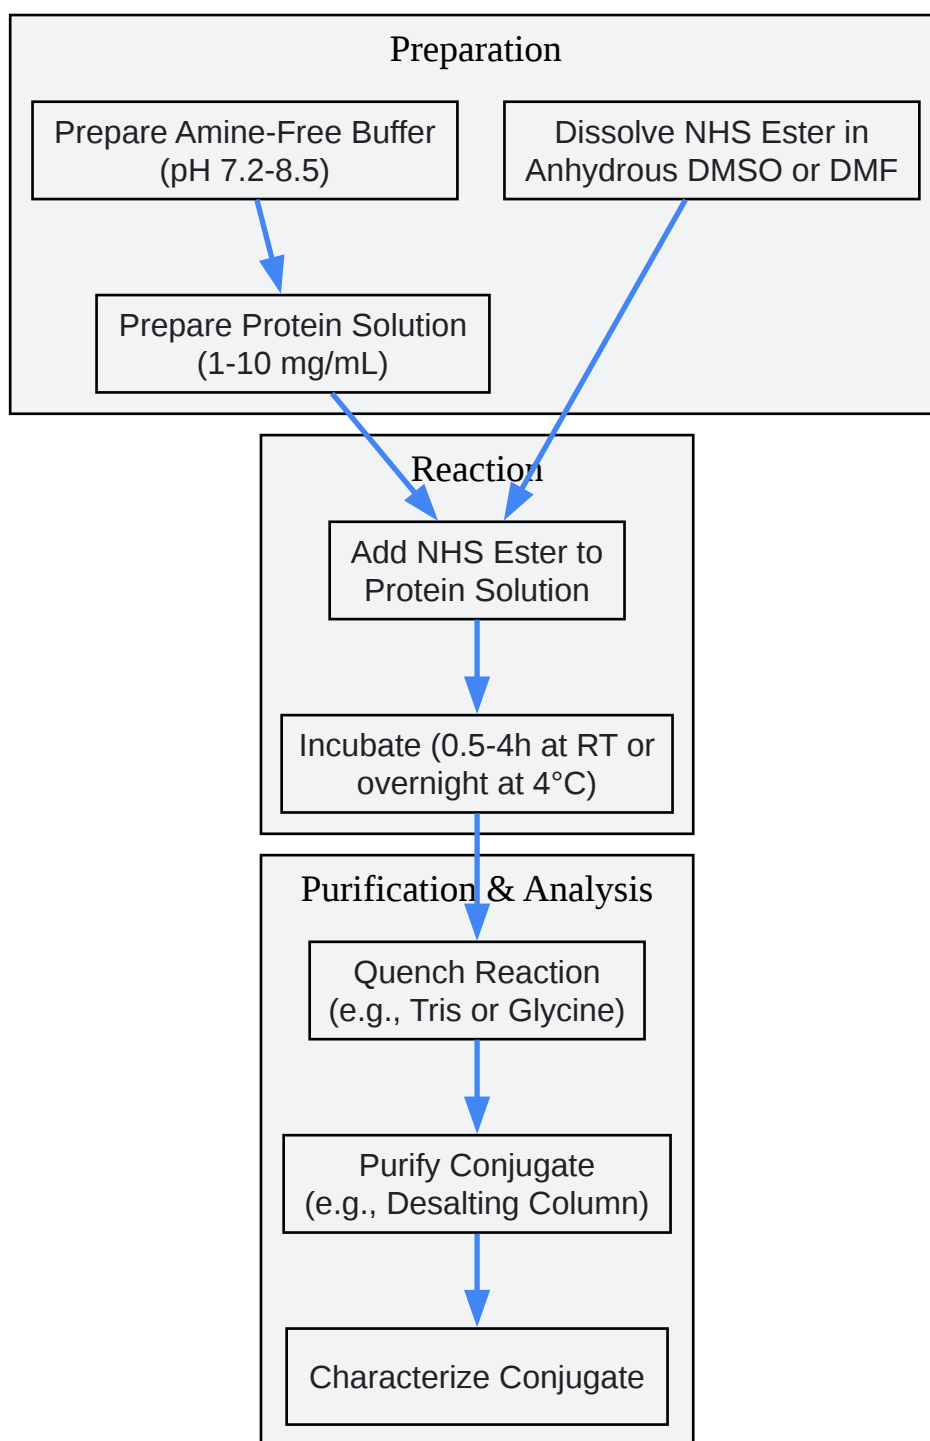 Preparation
Prepare Amine-Free Buffer
(pH 7.2-8.5)
Dissolve NHS Ester in
Anhydrous DMSO or DMF
Prepare Protein Solution
(1-10 mg/mL)
Reaction
Add NHS Ester to
Protein Solution
Incubate (0.5-4h at RT or
overnight at 4°C)
Purification & Analysis
Quench Reaction
(e.g., Tris or Glycine)
Purify Conjugate
(e.g., Desalting Column)
Characterize Conjugate